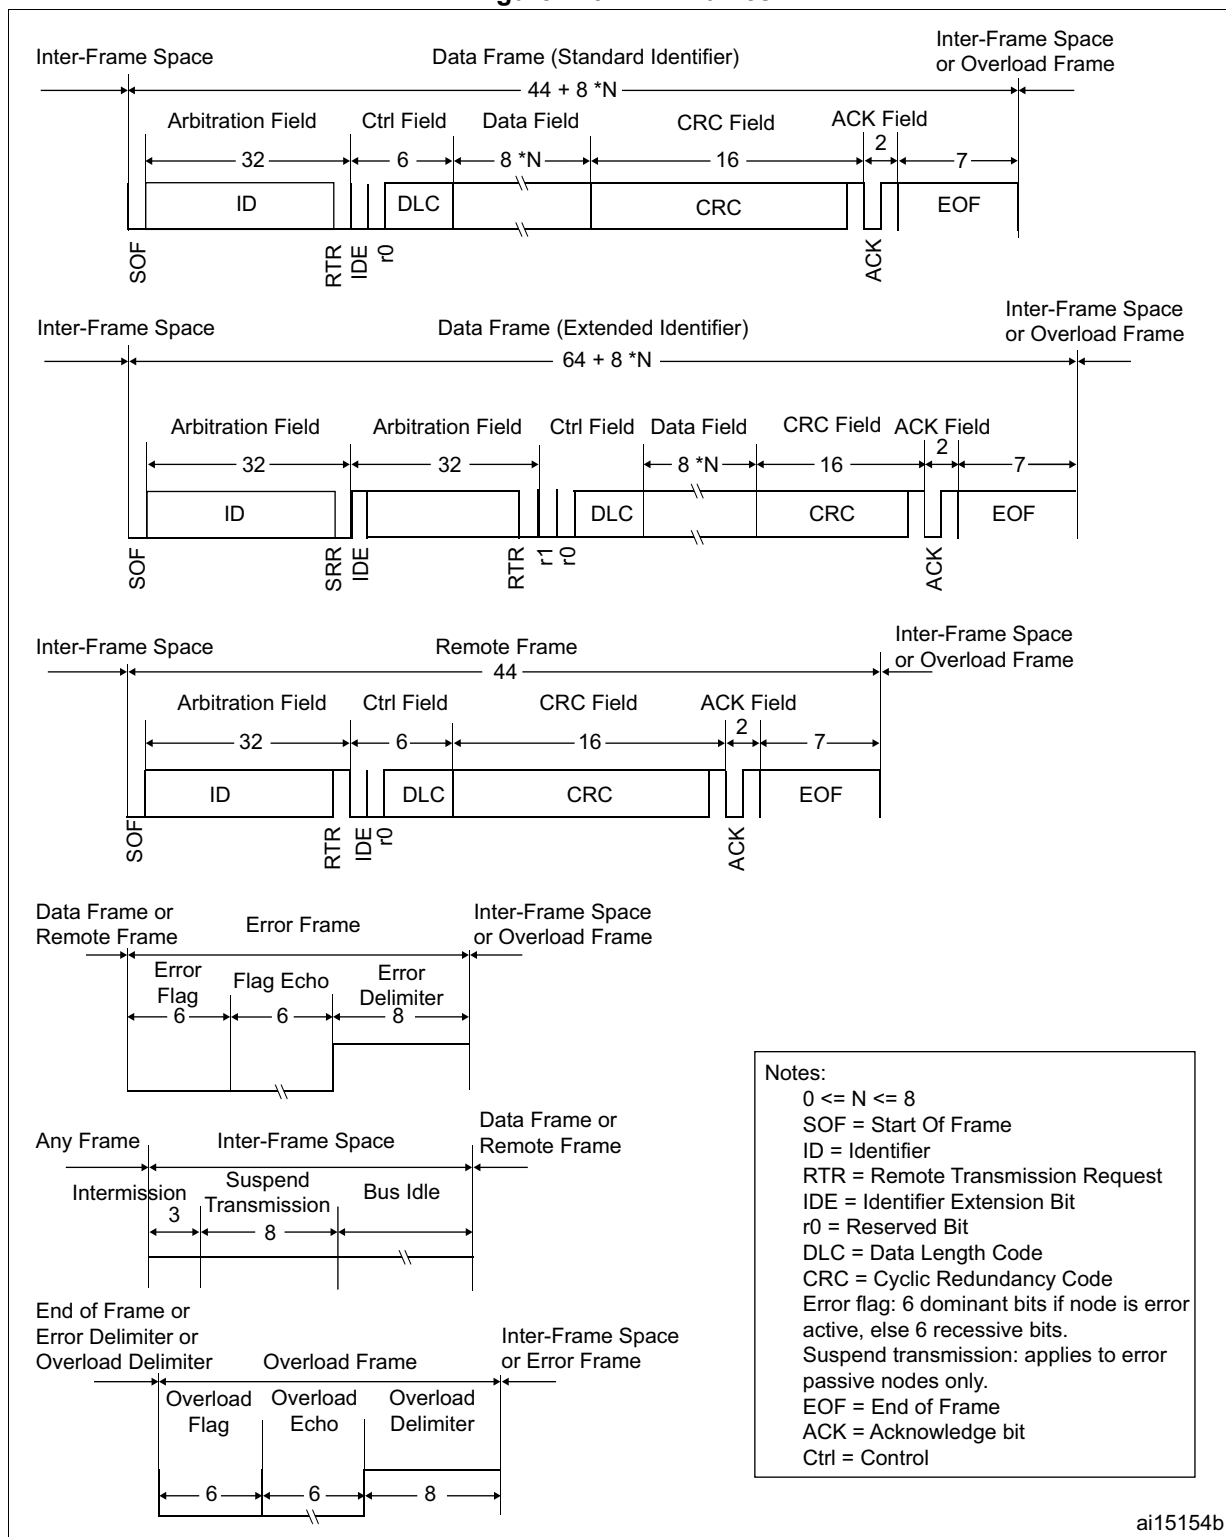 Inter-Frame Space
Data Frame (Standard Identifier)
Inter-Frame Space
or Overload Frame
44 + 8 *N
Arbitration Field
Ctrl Field
Data Field
CRC Field
ACK Field
32
6
8 *N
16
2
7
ID
DLC
CRC
EOF
SOF
RTR
IDE
r0
ACK
Inter-Frame Space
Data Frame (Extended Identifier)
Inter-Frame Space
or Overload Frame
64 + 8 *N
Arbitration Field
Arbitration Field
Ctrl Field
Data Field
CRC Field
ACK Field
32
32
8 *N
16
2
7
ID
DLC
CRC
EOF
SOF
SRR
IDE
RTR
r1
r0
ACK
Inter-Frame Space
Remote Frame
Inter-Frame Space
or Overload Frame
44
Arbitration Field
Ctrl Field
CRC Field
ACK Field
32
6
16
2
7
ID
DLC
CRC
EOF
SOF
RTR
IDE
r0
ACK
Data Frame or
Remote Frame
Error Frame
Inter-Frame Space
or Overload Frame
Error
Flag
Flag Echo
Error
Delimiter
6
6
8
Any Frame
Inter-Frame Space
Data Frame or
Remote Frame
Intermission
Suspend
Transmission
Bus Idle
3
8
End of Frame or
Error Delimiter or
Overload Delimiter
Overload Frame
Inter-Frame Space
or Error Frame
Overload
Flag
Overload
Echo
Overload
Delimiter
6
6
8
Notes:
0 <= N <= 8
SOF = Start Of Frame
ID = Identifier
RTR = Remote Transmission Request
IDE = Identifier Extension Bit
r0 = Reserved Bit
DLC = Data Length Code
CRC = Cyclic Redundancy Code
Error flag: 6 dominant bits if node is error
active, else 6 recessive bits.
Suspend transmission: applies to error
passive nodes only.
EOF = End of Frame
ACK = Acknowledge bit
Ctrl = Control
ai15154b